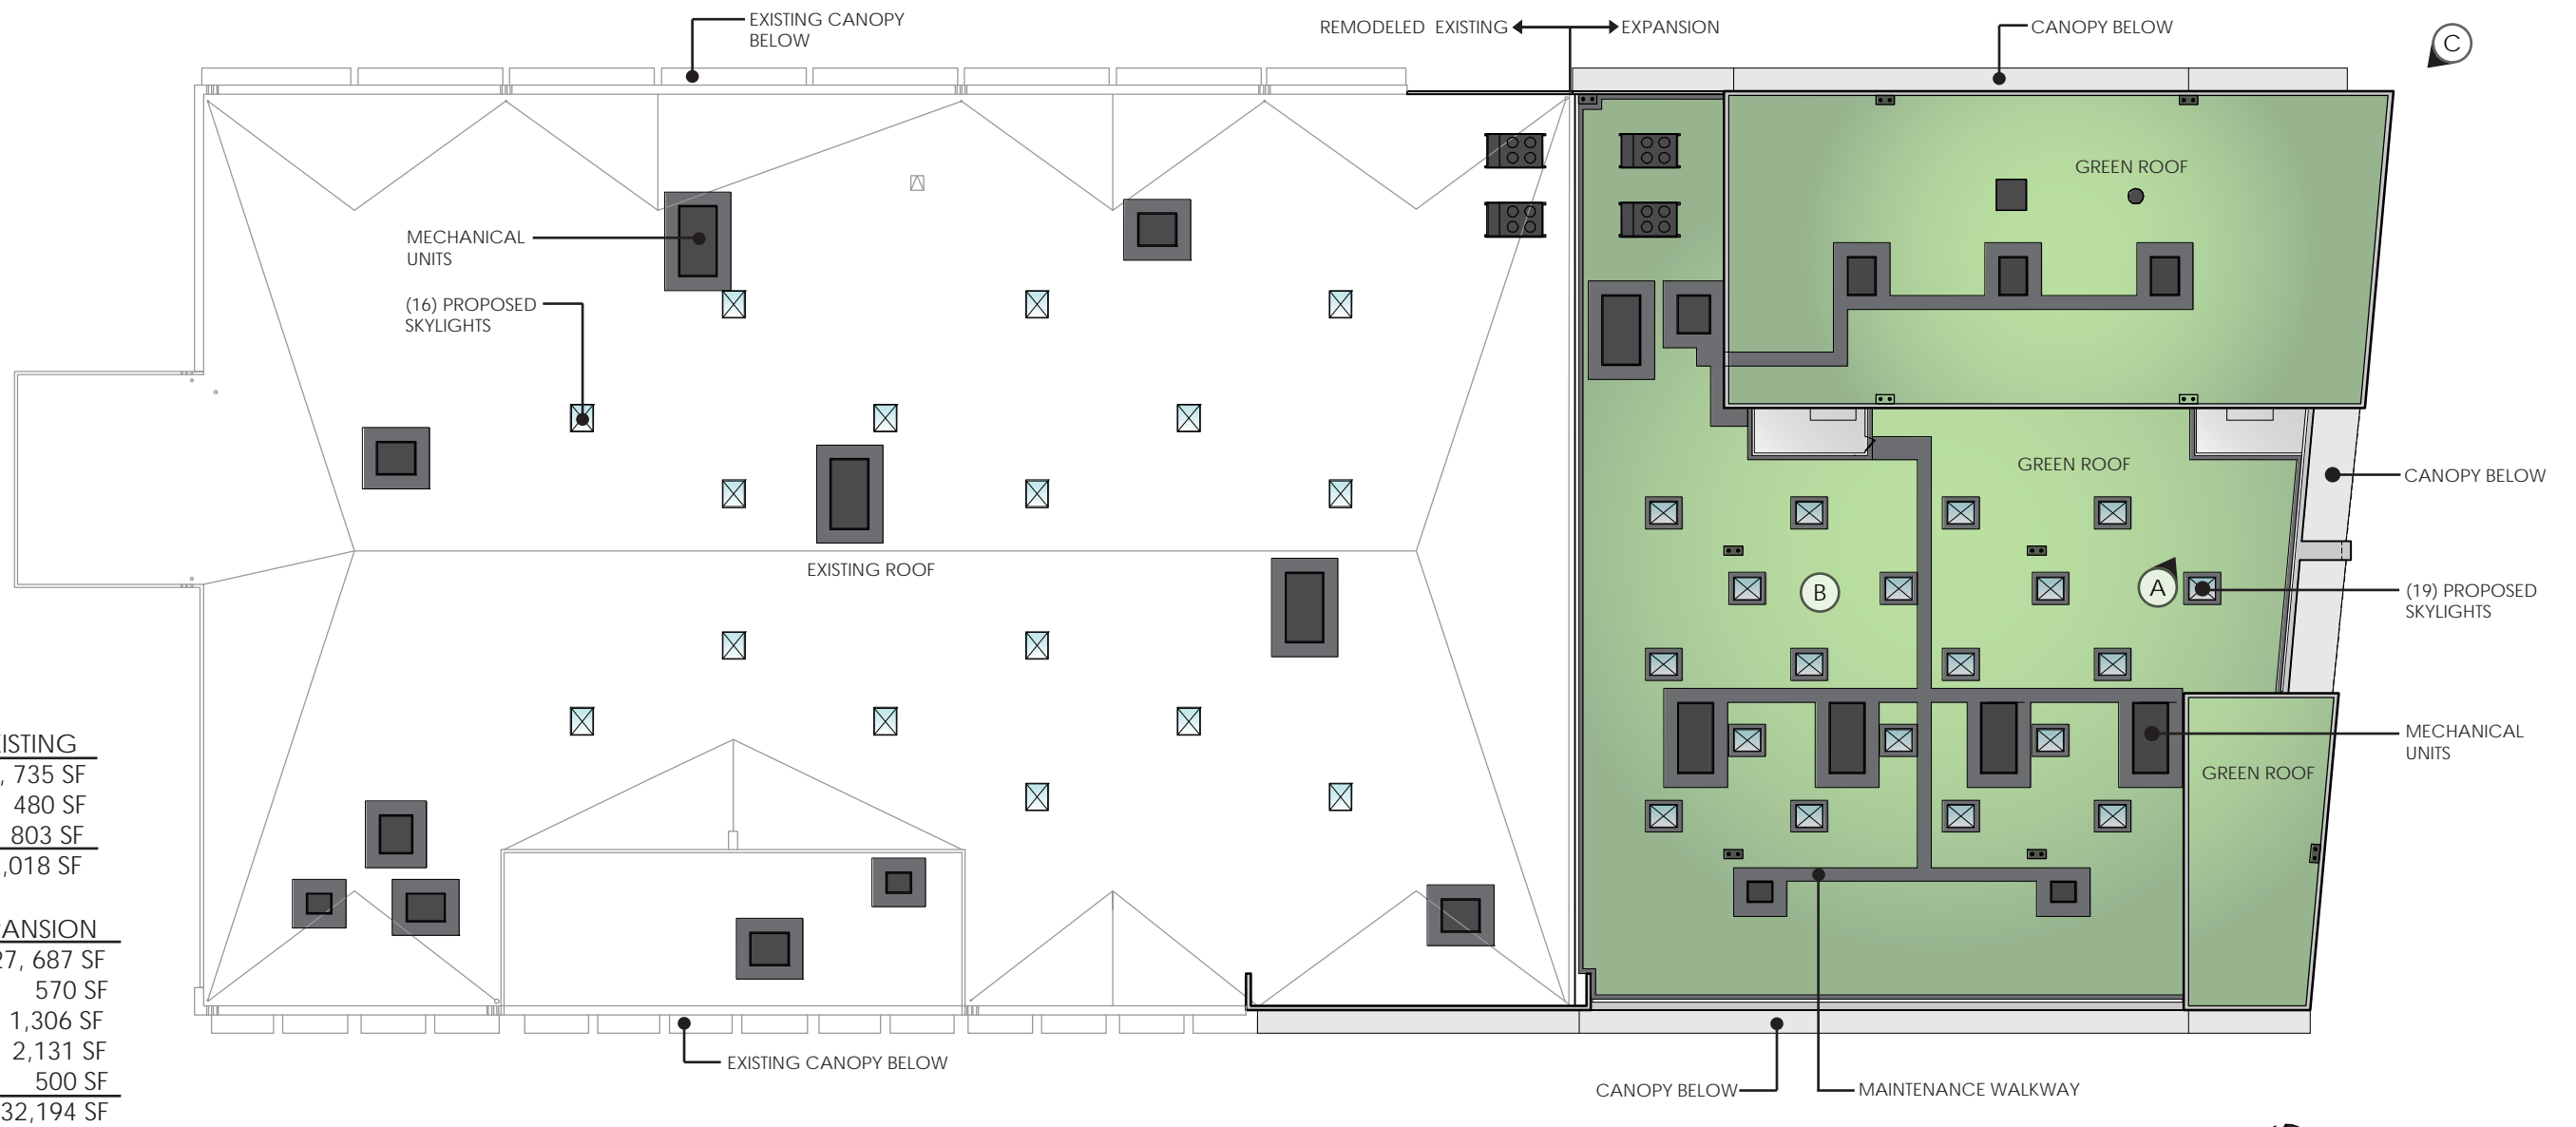 EXISTING CANOPY
BELOW
REMODELED EXISTING
EXPANSION
CANOPY BELOW
C
GREEN ROOF
MECHANICAL
UNITS
(16) PROPOSED
SKYLIGHTS
GREEN ROOF
CANOPY BELOW
EXISTING ROOF
B
A
(19) PROPOSED
SKYLIGHTS
MECHANICAL
UNITS
GREEN ROOF
ISTING
, 735 SF
480 SF
803 SF
,018 SF
ANSION
27, 687 SF
570 SF
1,306 SF
2,131 SF
500 SF
32,194 SF
EXISTING CANOPY BELOW
CANOPY BELOW
MAINTENANCE WALKWAY